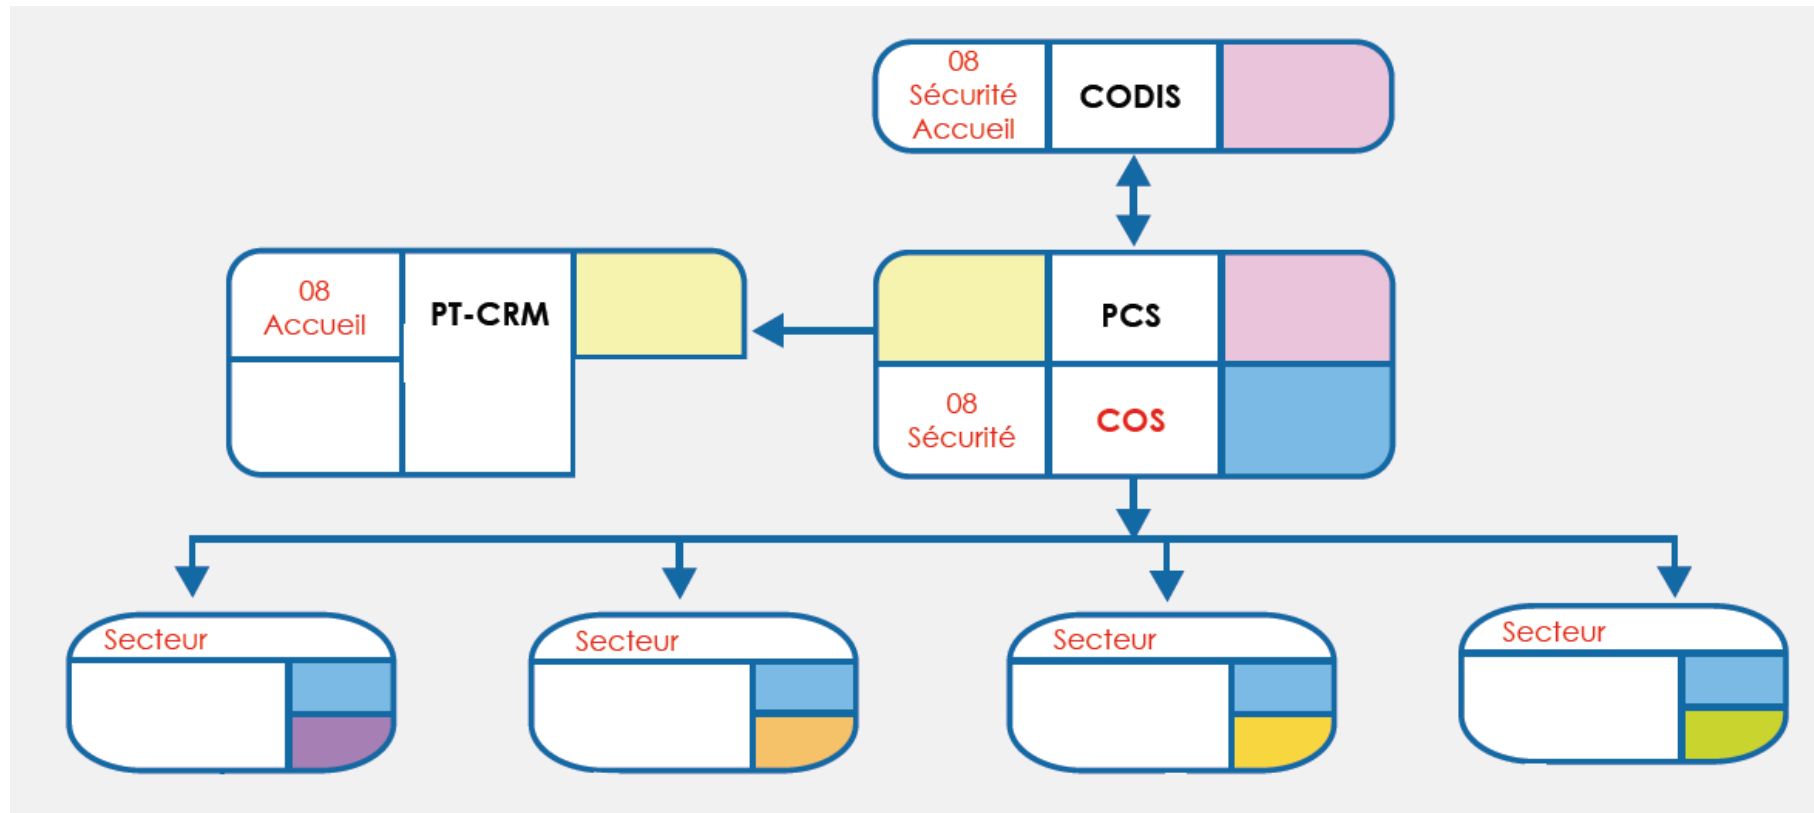 08
Sécurité
Accueil
CODIS
08
Accueil
PT-CRM
PCS
08
Sécurité
COS
Secteur
Secteur
Secteur
Secteur